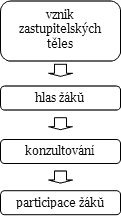 vznik
zastupitelských
těles
hlas žáků
konzultování
participace žáků